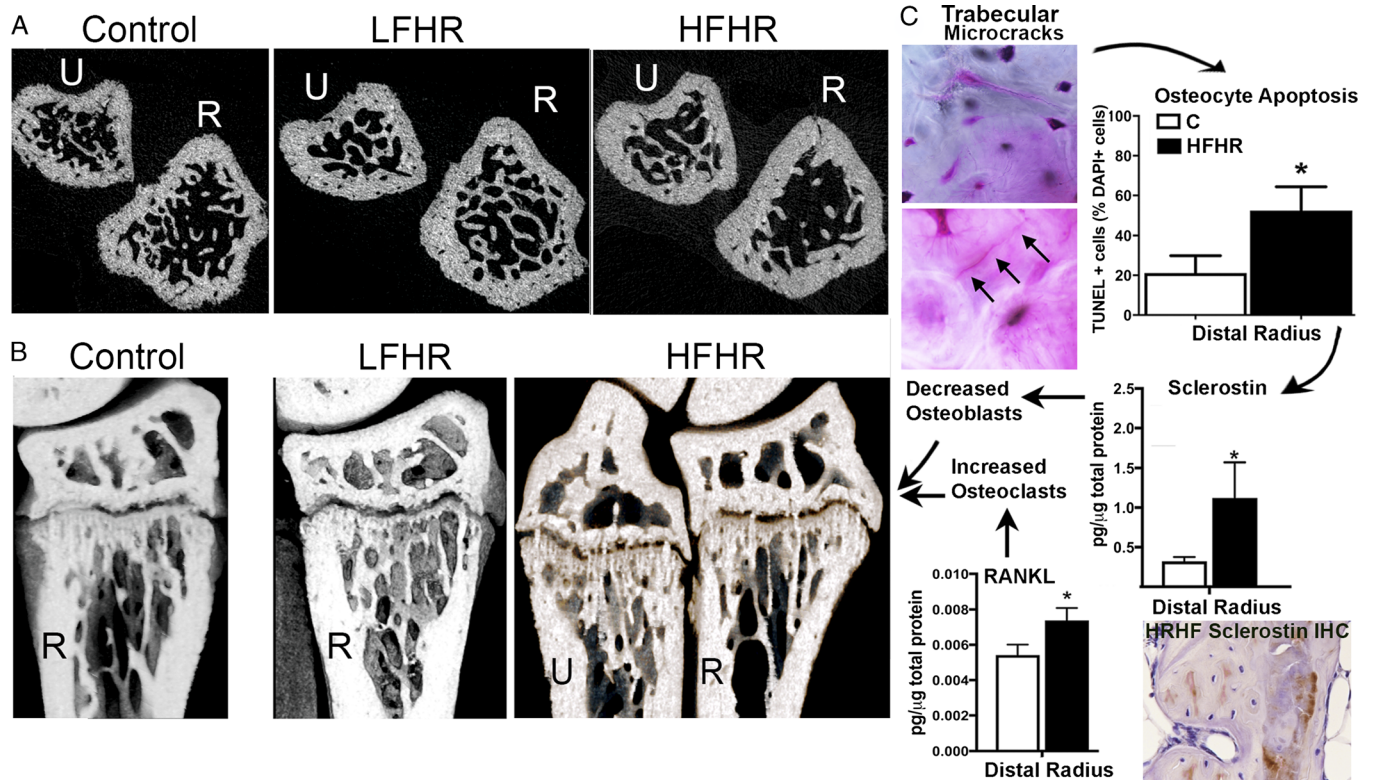 A
Control
LFHR
HFHR
U
R
U
R
U
R
B
Control
LFHR
HFHR
R
R
U
R
C
Trabecular
Microcracks
Osteocyte Apoptosis
C
HFHR
TUNEL + cells (% DAPI+ cells)
100
80
60
40
20
0
*
Distal Radius
Sclerostin
pg/µg total protein
2.5
2.0
1.5
1.0
0.5
*
Distal Radius
HRHF Sclerostin IHC
Decreased
Osteoblasts
Increased
Osteoclasts
RANKL
pg/µg total protein
0.010
0.008
0.006
0.004
0.002
0.000
*
Distal Radius